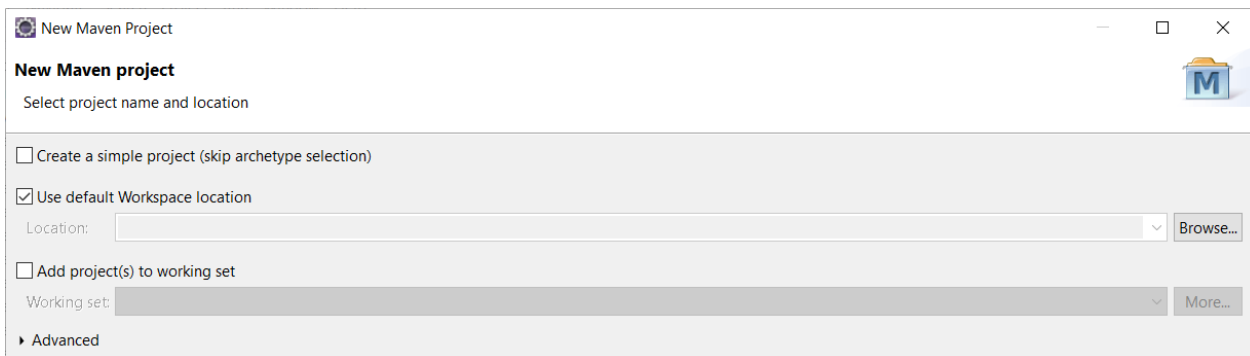 New Maven Project
New Maven project
M
Select project name and location
Create a simple project (skip archetype selection)
Use default Workspace location
Location: Browse...
Add project(s) to working set
Working set: More...
Advanced